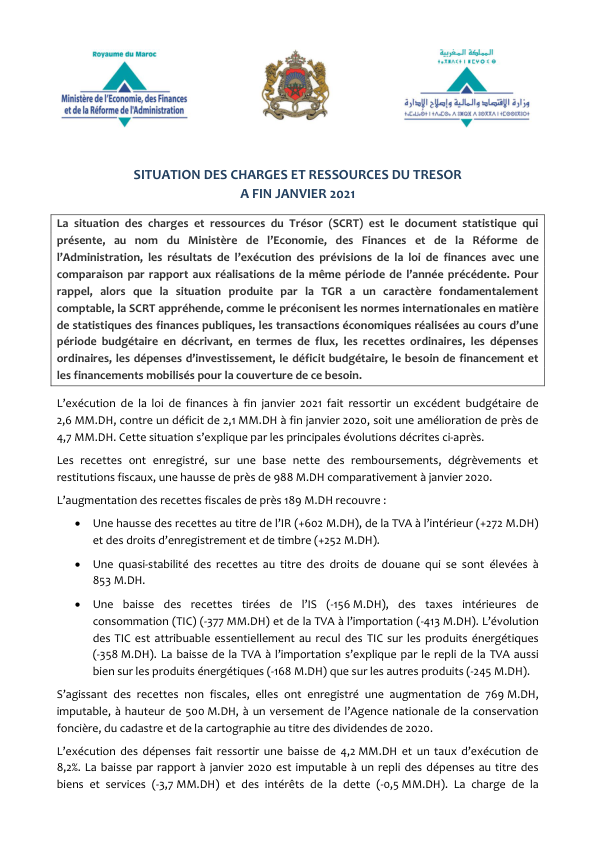 Royaume du Maroc
Ministère de l'Economie, des Finances
et de la Réforme de l'Administration
المملكة المغربية
وزارة الإقتصاد والمالية وإصلاح الإدارة
SITUATION DES CHARGES ET RESSOURCES DU TRESOR
A FIN JANVIER 2021
La situation des charges et ressources du Trésor (SCRT) est le document statistique qui
présente, au nom du Ministère de l'Economie, des Finances et de la Réforme de
l'Administration, les résultats de l'exécution des prévisions de la loi de finances avec une
comparaison par rapport aux réalisations de la même période de l'année précédente. Pour
rappel, alors que la situation produite par la TGR a un caractère fondamentalement
comptable, la SCRT appréhende, comme le préconisent les normes internationales en matière
de statistiques des finances publiques, les transactions économiques réalisées au cours d'une
période budgétaire en décrivant, en termes de flux, les recettes ordinaires, les dépenses
ordinaires, les dépenses d'investissement, le déficit budgétaire, le besoin de financement et
les financements mobilisés pour la couverture de ce besoin.
L'exécution de la loi de finances à fin janvier 2021 fait ressortir un excédent budgétaire de
2,6 MM.DH, contre un déficit de 2,1 MM.DH à fin janvier 2020, soit une amélioration de près de
4,7 MM.DH. Cette situation s'explique par les principales évolutions décrites ci-après.
Les recettes ont enregistré, sur une base nette des remboursements, dégrèvements et
restitutions fiscaux, une hausse de près de 988 M.DH comparativement à janvier 2020.
L'augmentation des recettes fiscales de près 189 M.DH recouvre :
• Une hausse des recettes au titre de l'IR (+602 M.DH), de la TVA à l'intérieur (+272 M.DH)
et des droits d'enregistrement et de timbre (+252 M.DH).
• Une quasi-stabilité des recettes au titre des droits de douane qui se sont élevées à
853 M.DH.
• Une baisse des recettes tirées de l'IS (-156 M.DH), des taxes intérieures de
consommation (TIC) (-377 MM.DH) et de la TVA à l'importation (-413 M.DH). L'évolution
des TIC est attribuable essentiellement au recul des TIC sur les produits énergétiques
(-358 M.DH). La baisse de la TVA à l'importation s'explique par le repli de la TVA aussi
bien sur les produits énergétiques (-168 M.DH) que sur les autres produits (-245 M.DH).
S'agissant des recettes non fiscales, elles ont enregistré une augmentation de 769 M.DH,
imputable, à hauteur de 500 M.DH, à un versement de l'Agence nationale de la conservation
foncière, du cadastre et de la cartographie au titre des dividendes de 2020.
L'exécution des dépenses fait ressortir une baisse de 4,2 MM.DH et un taux d'exécution de
8,2%. La baisse par rapport à janvier 2020 est imputable à un repli des dépenses au titre des
biens et services (-3,7 MM.DH) et des intérêts de la dette (-0,5 MM.DH). La charge de la